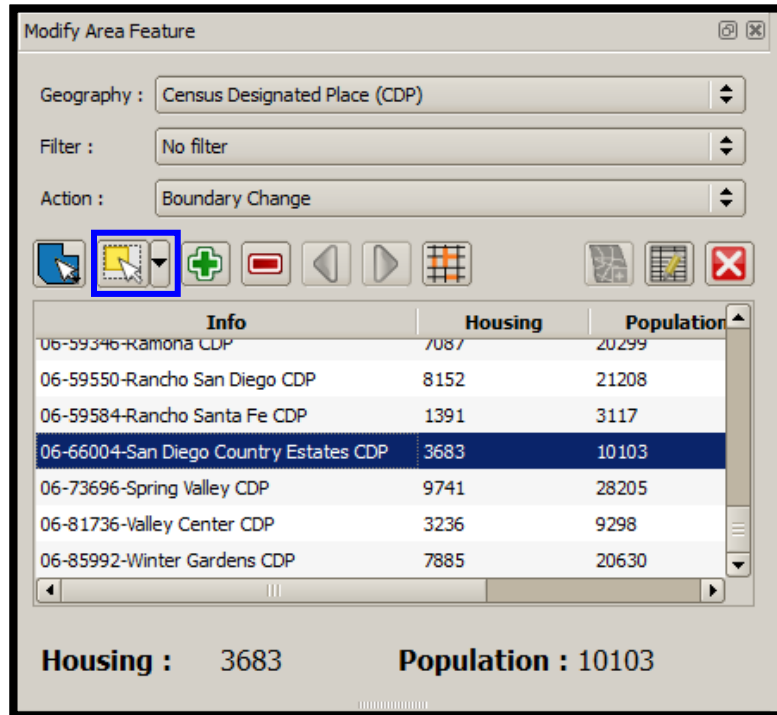 Modify Area Feature
Geography : Census Designated Place (CDP)
Filter : No filter
Action : Boundary Change
Info Housing Population
06-59346-Ramona CDP 7087 20299
06-59550-Rancho San Diego CDP 8152 21208
06-59584-Rancho Santa Fe CDP 1391 3117
06-66004-San Diego Country Estates CDP 3683 10103
06-73696-Spring Valley CDP 9741 28205
06-81736-Valley Center CDP 3236 9298
06-85992-Winter Gardens CDP 7885 20630
Housing : 3683 Population : 10103